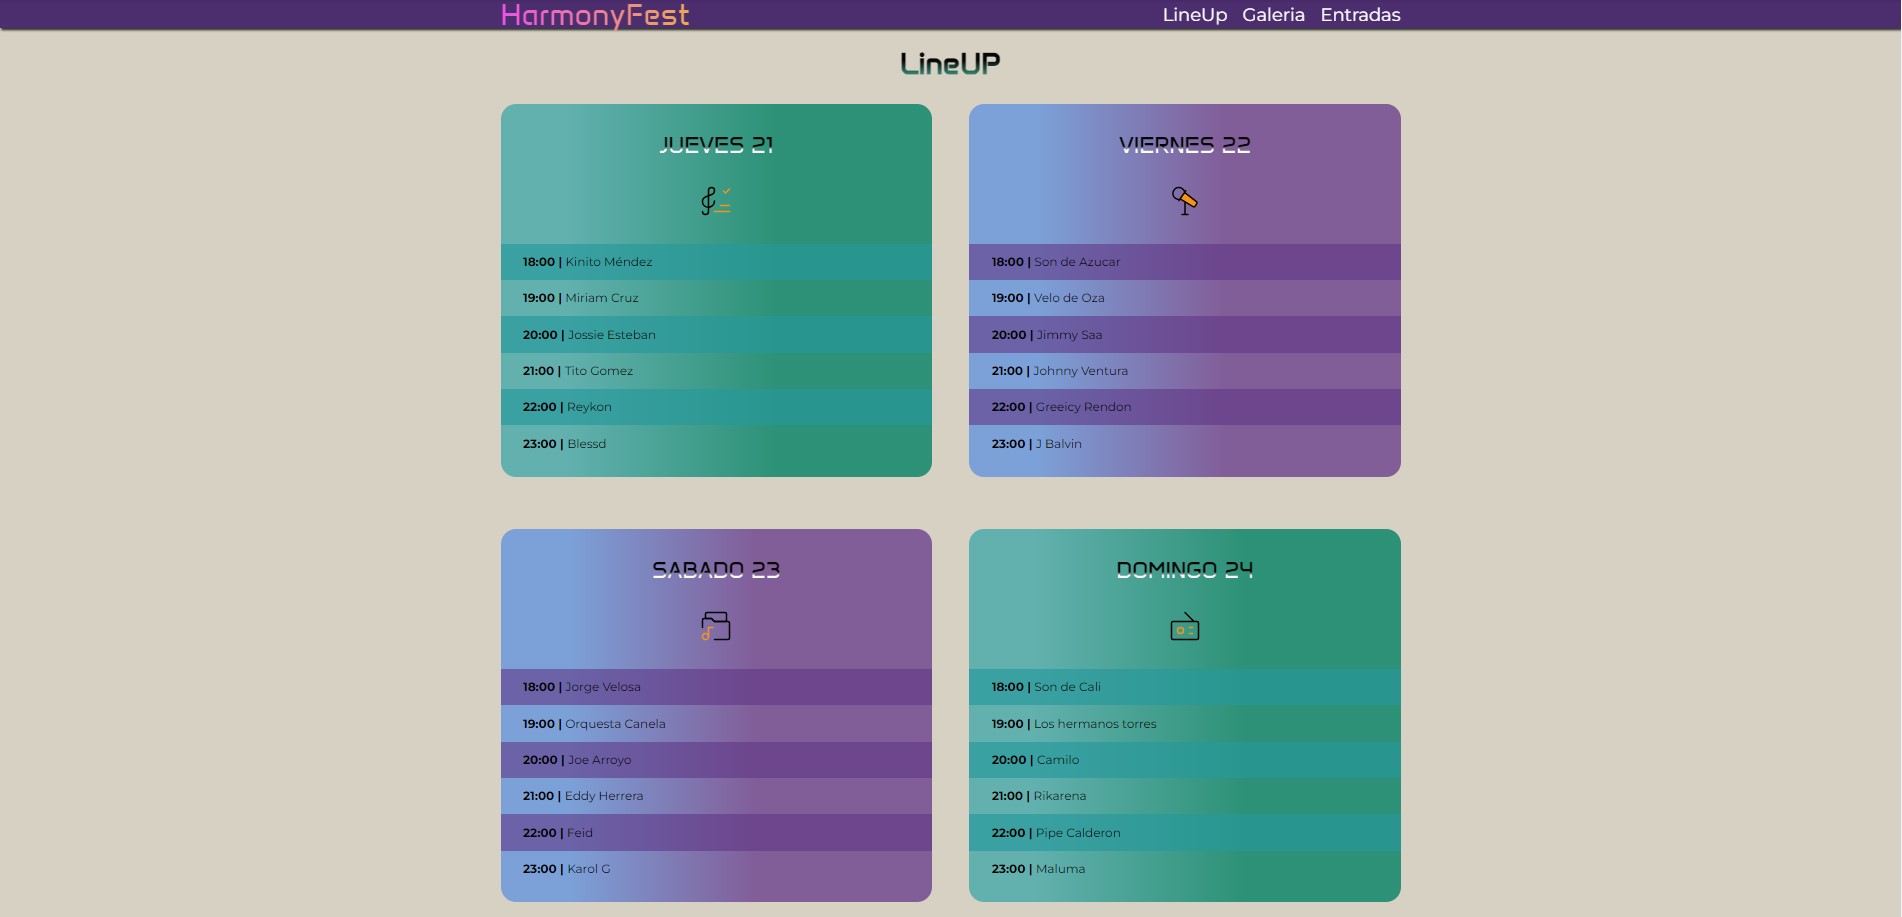 HarmonyFest
LineUp Galeria Entradas
LineUP
JUEVES 21
18:00 | Kinito Méndez
19:00 | Miriam Cruz
20:00 | Jossie Esteban
21:00 | Tito Gomez
22:00 | Reykon
23:00 | Blessd
VIERNES 22
18:00 | Son de Azucar
19:00 | Velo de Oza
20:00 | Jimmy Saa
21:00 | Johnny Ventura
22:00 | Greeicy Rendon
23:00 | J Balvin
SABADO 23
18:00 | Jorge Velosa
19:00 | Orquesta Canela
20:00 | Joe Arroyo
21:00 | Eddy Herrera
22:00 | Feid
23:00 | Karol G
DOMINGO 24
18:00 | Son de Cali
19:00 | Los hermanos torres
20:00 | Camilo
21:00 | Rikarena
22:00 | Pipe Calderon
23:00 | Maluma